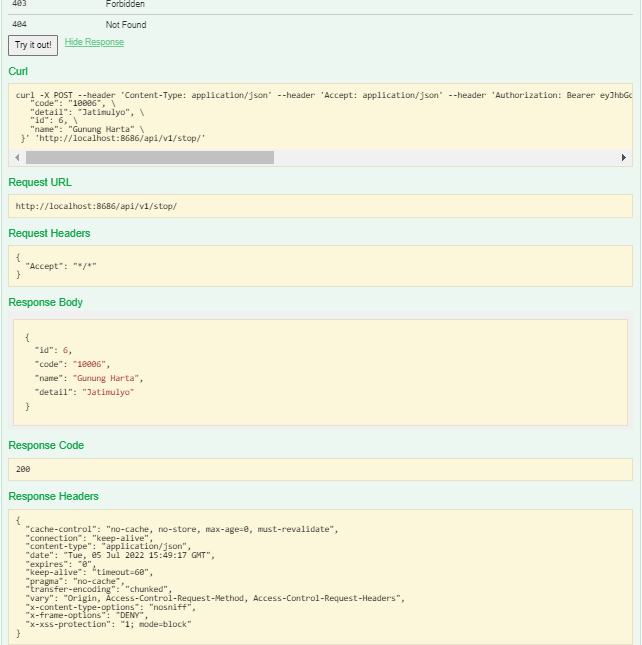 403 Forbidden
404 Not Found
Try it out! Hide Response
Curl
curl -X POST --header 'Content-Type: application/json' --header 'Accept: application/json' --header 'Authorization: Bearer eyJhbGc
"code": "10006", \
"detail": "Jatimulyo", \
"id": 6, \
"name": "Gunung Harta" \
}' 'http://localhost:8686/api/v1/stop/'
Request URL
http://localhost:8686/api/v1/stop/
Request Headers
{
"Accept": "*/*"
}
Response Body
{
"id": 6,
"code": "10006",
"name": "Gunung Harta",
"detail": "Jatimulyo"
}
Response Code
200
Response Headers
{
"cache-control": "no-cache, no-store, max-age=0, must-revalidate",
"connection": "keep-alive",
"content-type": "application/json",
"date": "Tue, 05 Jul 2022 15:49:17 GMT",
"expires": "0",
"keep-alive": "timeout=60",
"pragma": "no-cache",
"transfer-encoding": "chunked",
"vary": "Origin, Access-Control-Request-Method, Access-Control-Request-Headers",
"x-content-type-options": "nosniff",
"x-frame-options": "DENY",
"x-xss-protection": "1; mode=block"
}